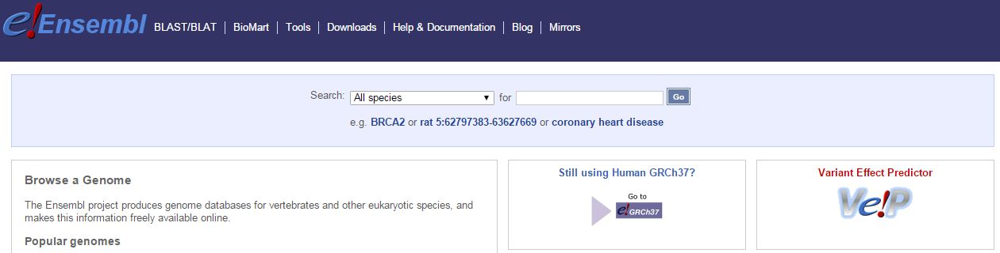 e!Ensembl BLAST/BLAT BioMart Tools Downloads Help & Documentation Blog Mirrors
Search: All species for Go
e.g. BRCA2 or rat 5:62797383-63627669 or coronary heart disease
Browse a Genome
The Ensembl project produces genome databases for vertebrates and other eukaryotic species, and
makes this information freely available online.
Popular genomes
Still using Human GRCh37?
Go to
e!GRCh37
Variant Effect Predictor
Ve!P